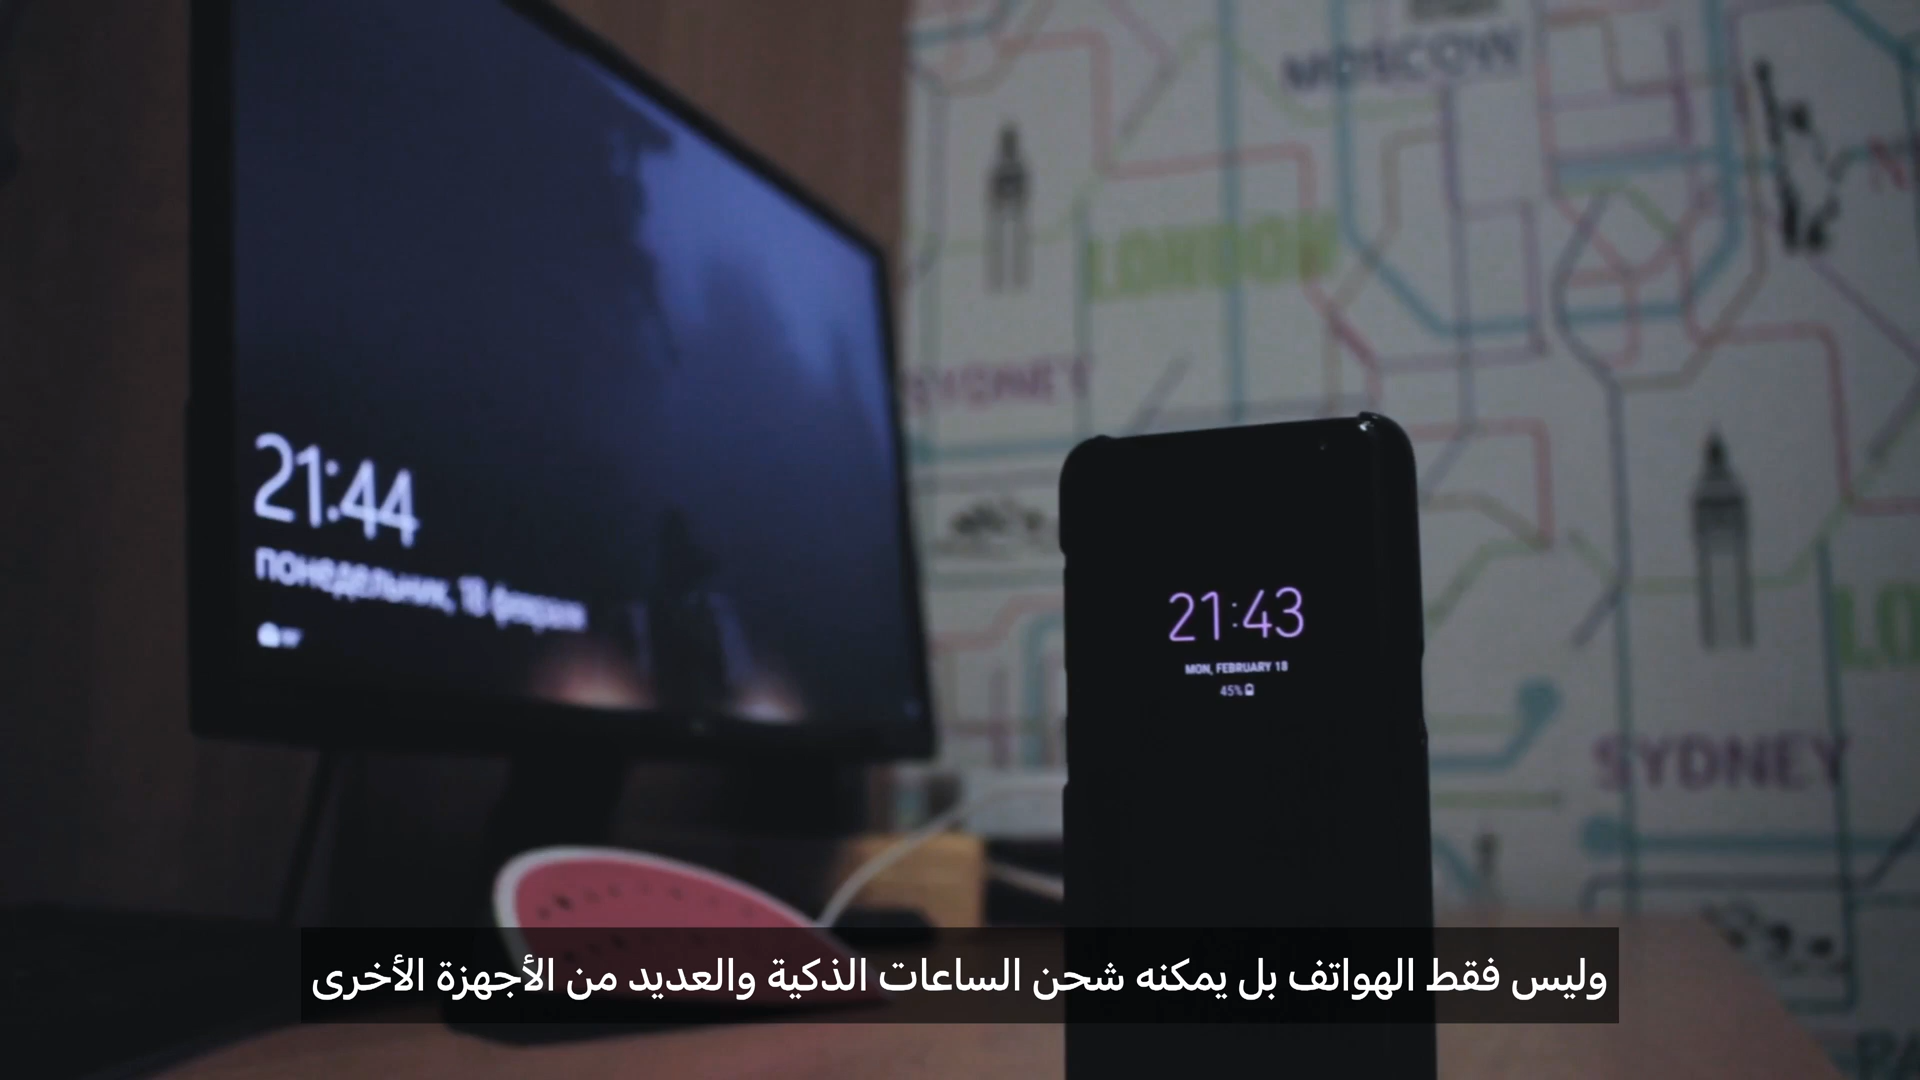 MOSCOW
LONDON
SYDNEY
21:44
понедельник, 18 февраля
21:43
MON, FEBRUARY 18
45%
SYDNEY
وليس فقط الهواتف بل يمكنه شحن الساعات الذكية والعديد من الأجهزة الأخرى